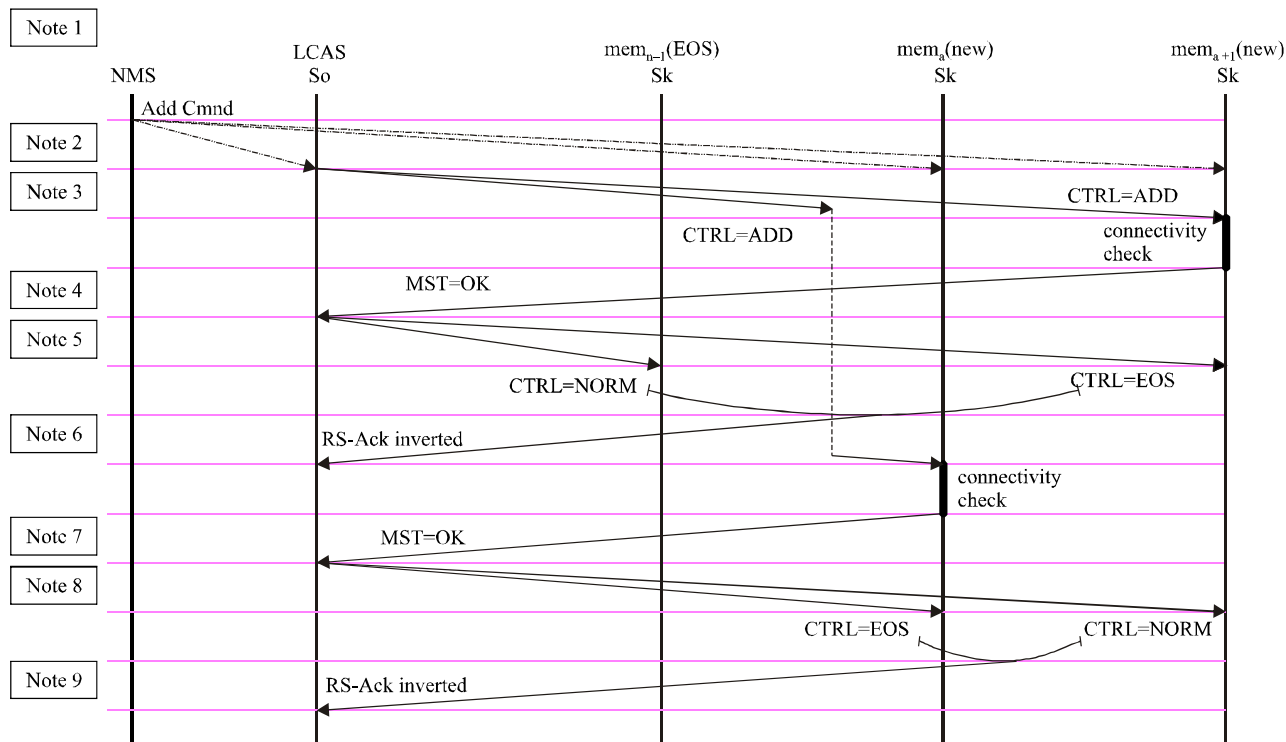 Note 1
LCAS
So
mem_{n–1}(EOS)
Sk
mem_a(new)
Sk
mem_{a+1}(new)
Sk
NMS
Add Cmnd
Note 2
Note 3
CTRL=ADD
CTRL=ADD
connectivity
check
Note 4
MST=OK
Note 5
CTRL=NORM
CTRL=EOS
Note 6
RS-Ack inverted
connectivity
check
Note 7
MST=OK
Note 8
CTRL=EOS
CTRL=NORM
Note 9
RS-Ack inverted